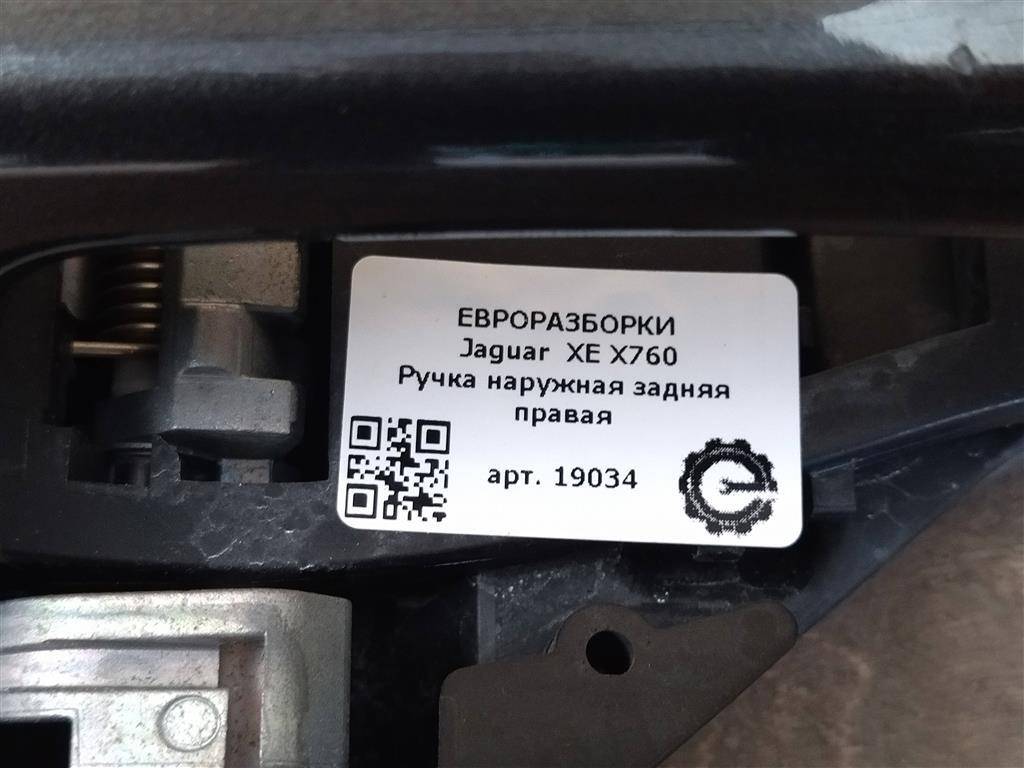 ЕВРОРАЗБОРКИ
Jaguar XE X760
Ручка наружная задняя
правая
арт. 19034